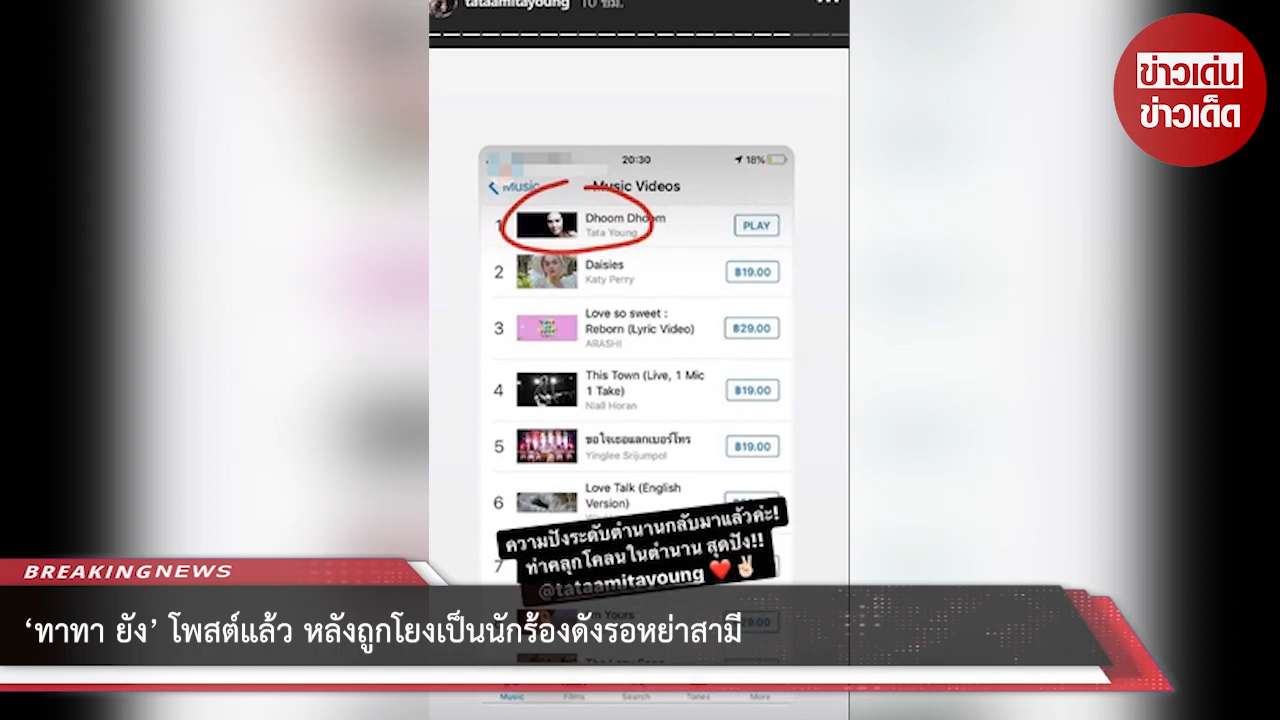 tataamitayoung 10 ชม.
ข่าวเด่น
ข่าวเด็ด
20:30
18%
Music
Music Videos
1
Dhoom Dhoom
Tata Young
PLAY
2
Daisies
Katy Perry
฿19.00
3
Love so sweet :
Reborn (Lyric Video)
ARASHI
฿29.00
4
This Town (Live, 1 Mic
1 Take)
Niall Horan
฿19.00
5
ขอใจเธอแลกเบอร์โทร
Yinglee Srijumpol
฿19.00
6
Love Talk (English
Version)
ความปังระดับตำนานกลับมาแล้วค่ะ!
ท่าคลุกโคลนในตำนาน สุดปัง!!
@tataamitayoung
7
BREAKINGNEWS
‘ทาทา ยัง’ โพสต์แล้ว หลังถูกโยงเป็นนักร้องดังรอหย่าสามี
Music
Films
Search
Tones
More